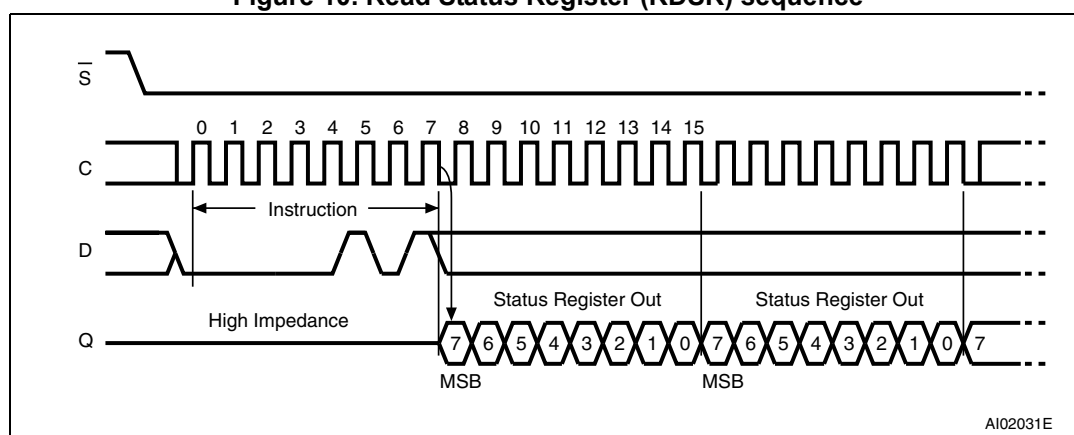 Figure 10. Read Status Register (RDSR) sequence
S
0 1 2 3 4 5 6 7 8 9 10 11 12 13 14 15
C
Instruction
D
Status Register Out Status Register Out
High Impedance
Q
7 6 5 4 3 2 1 0 7 6 5 4 3 2 1 0 7
MSB MSB
AI02031E